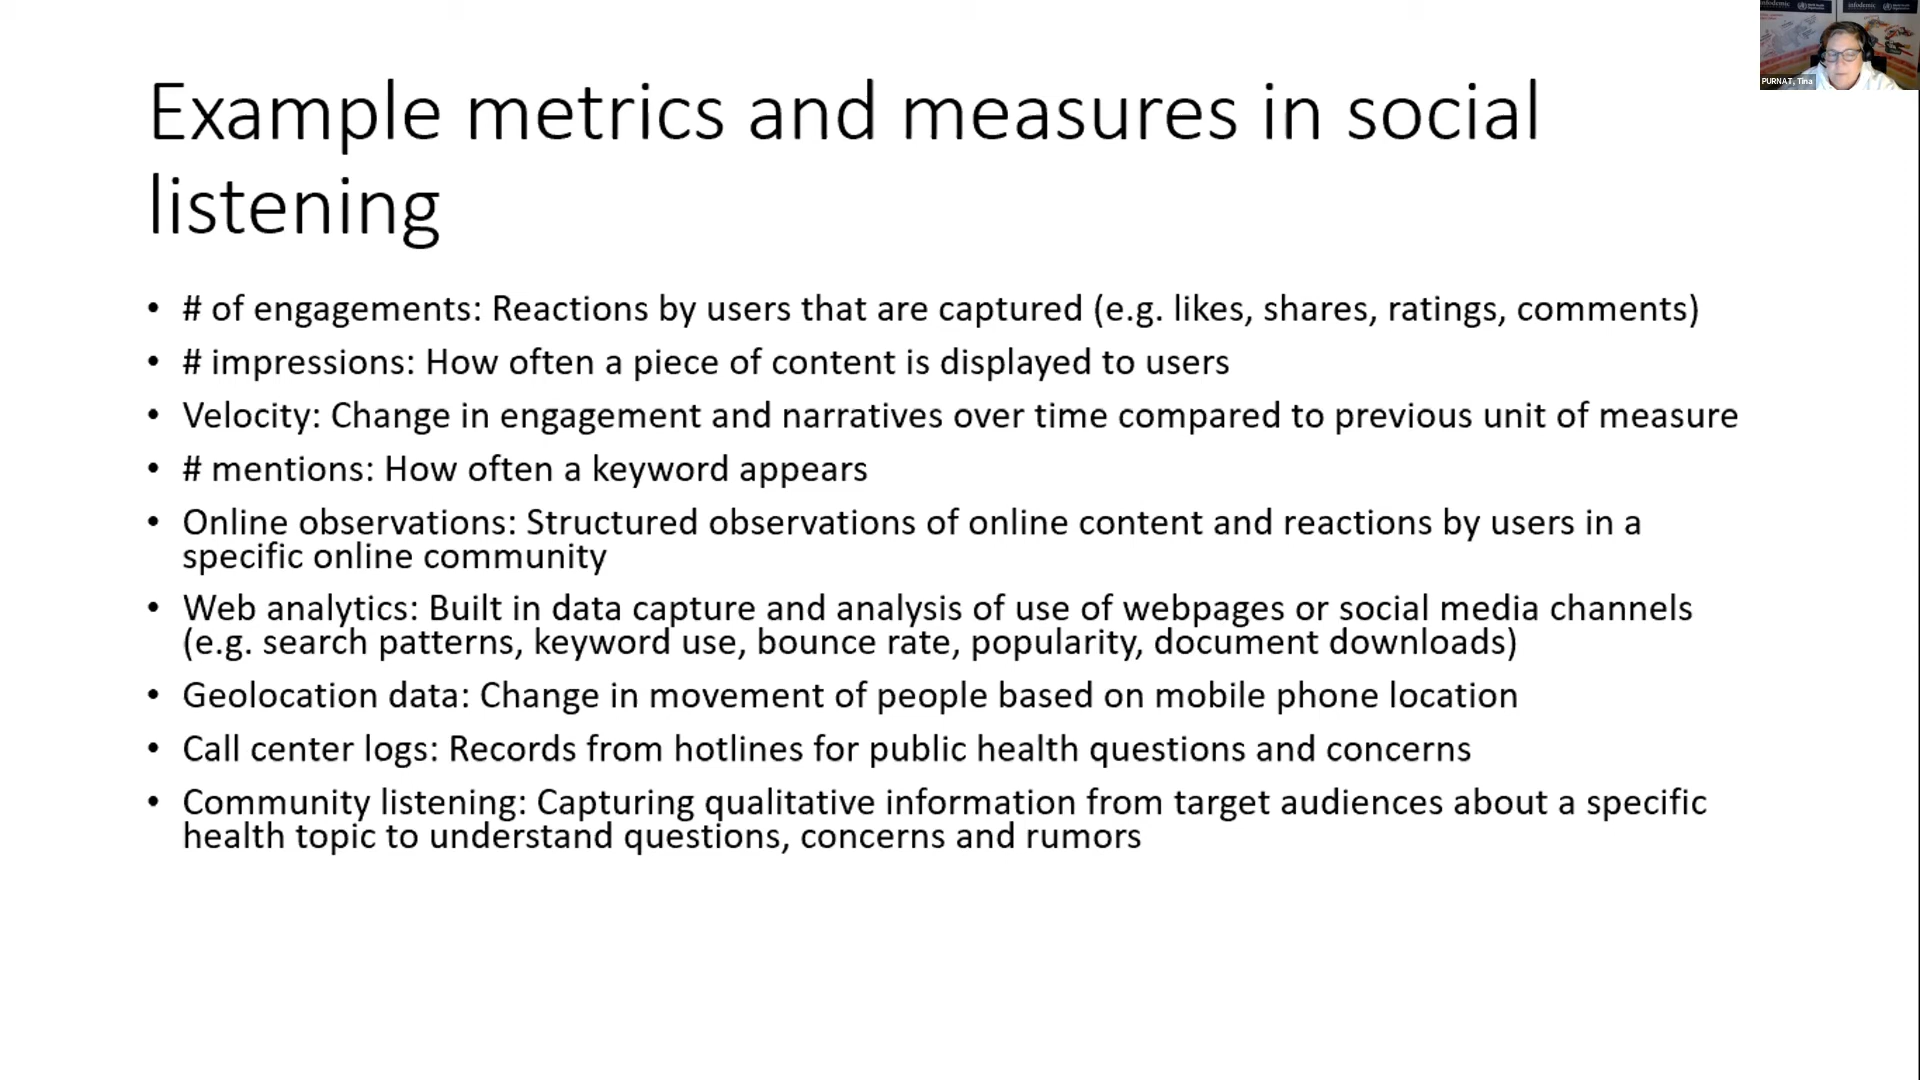 Example metrics and measures in social
listening
• # of engagements: Reactions by users that are captured (e.g. likes, shares, ratings, comments)
• # impressions: How often a piece of content is displayed to users
• Velocity: Change in engagement and narratives over time compared to previous unit of measure
• # mentions: How often a keyword appears
• Online observations: Structured observations of online content and reactions by users in a
specific online community
• Web analytics: Built in data capture and analysis of use of webpages or social media channels
(e.g. search patterns, keyword use, bounce rate, popularity, document downloads)
• Geolocation data: Change in movement of people based on mobile phone location
• Call center logs: Records from hotlines for public health questions and concerns
• Community listening: Capturing qualitative information from target audiences about a specific
health topic to understand questions, concerns and rumors
infodemic
PURNAT, Tina